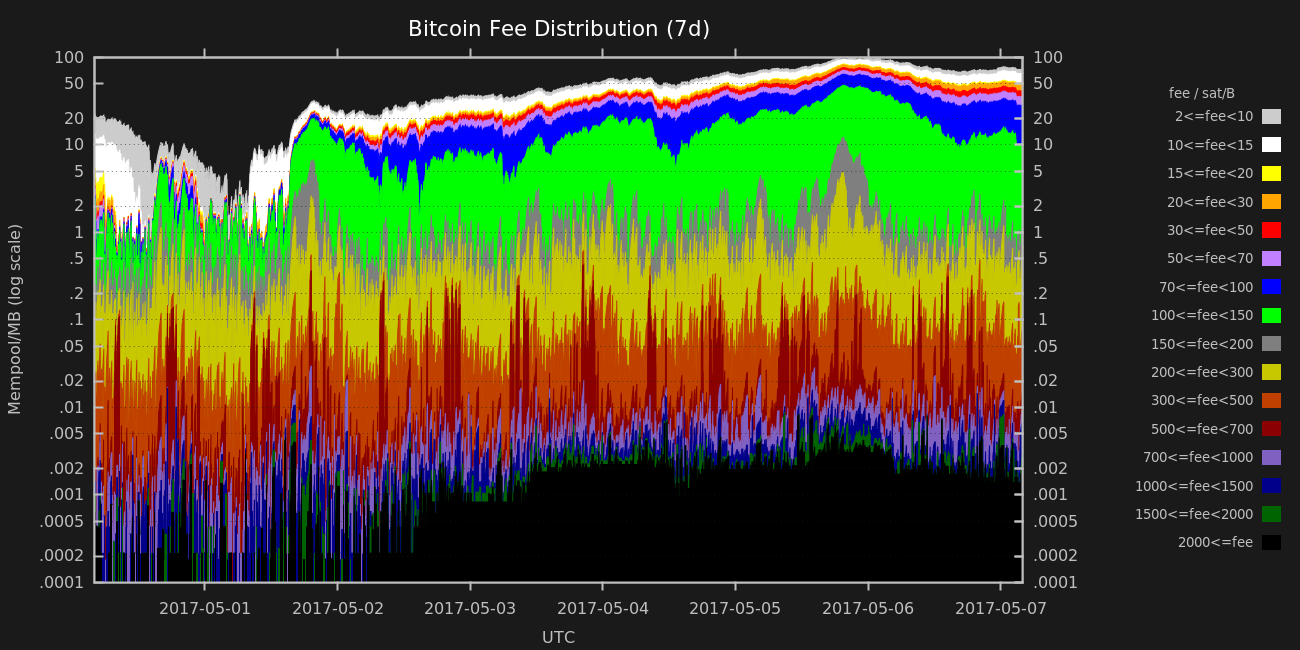 Bitcoin Fee Distribution (7d)
Mempool/MB (log scale)
100
50
20
10
5
2
1
.5
.2
.1
.05
.02
.01
.005
.002
.001
.0005
.0002
.0001
100
50
20
10
5
2
1
.5
.2
.1
.05
.02
.01
.005
.002
.001
.0005
.0002
.0001
2017-05-01 2017-05-02 2017-05-03 2017-05-04 2017-05-05 2017-05-06 2017-05-07
UTC
fee / sat/B
2<=fee<10
10<=fee<15
15<=fee<20
20<=fee<30
30<=fee<50
50<=fee<70
70<=fee<100
100<=fee<150
150<=fee<200
200<=fee<300
300<=fee<500
500<=fee<700
700<=fee<1000
1000<=fee<1500
1500<=fee<2000
2000<=fee